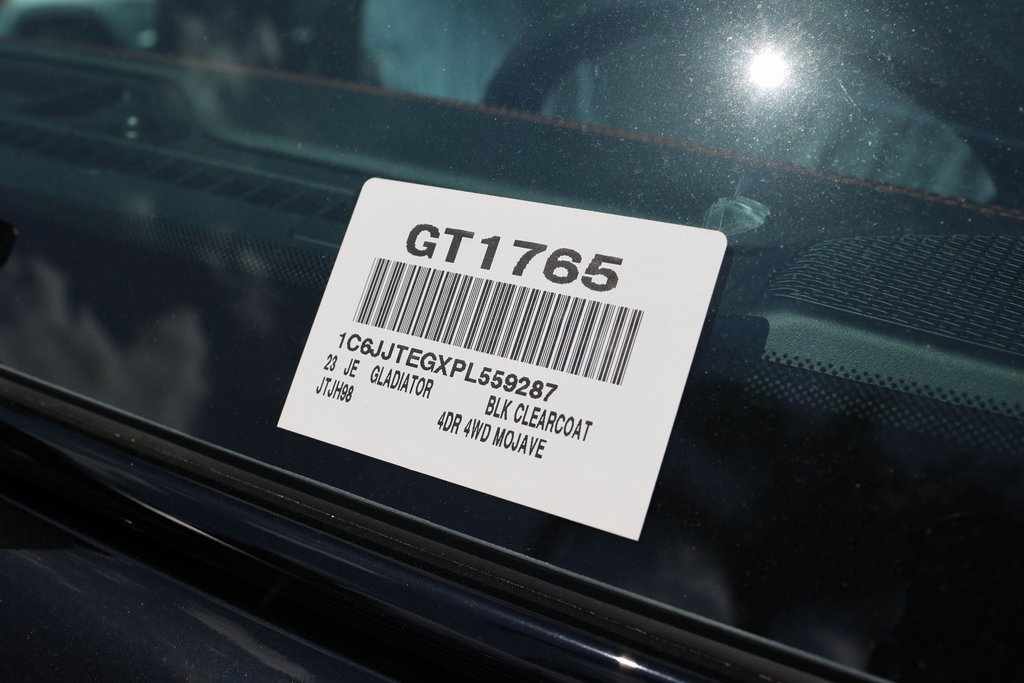 GT1765
1C6JJTEGXPL559287
23 JE GLADIATOR BLK CLEARCOAT
JTJH98 4DR 4WD MOJAVE